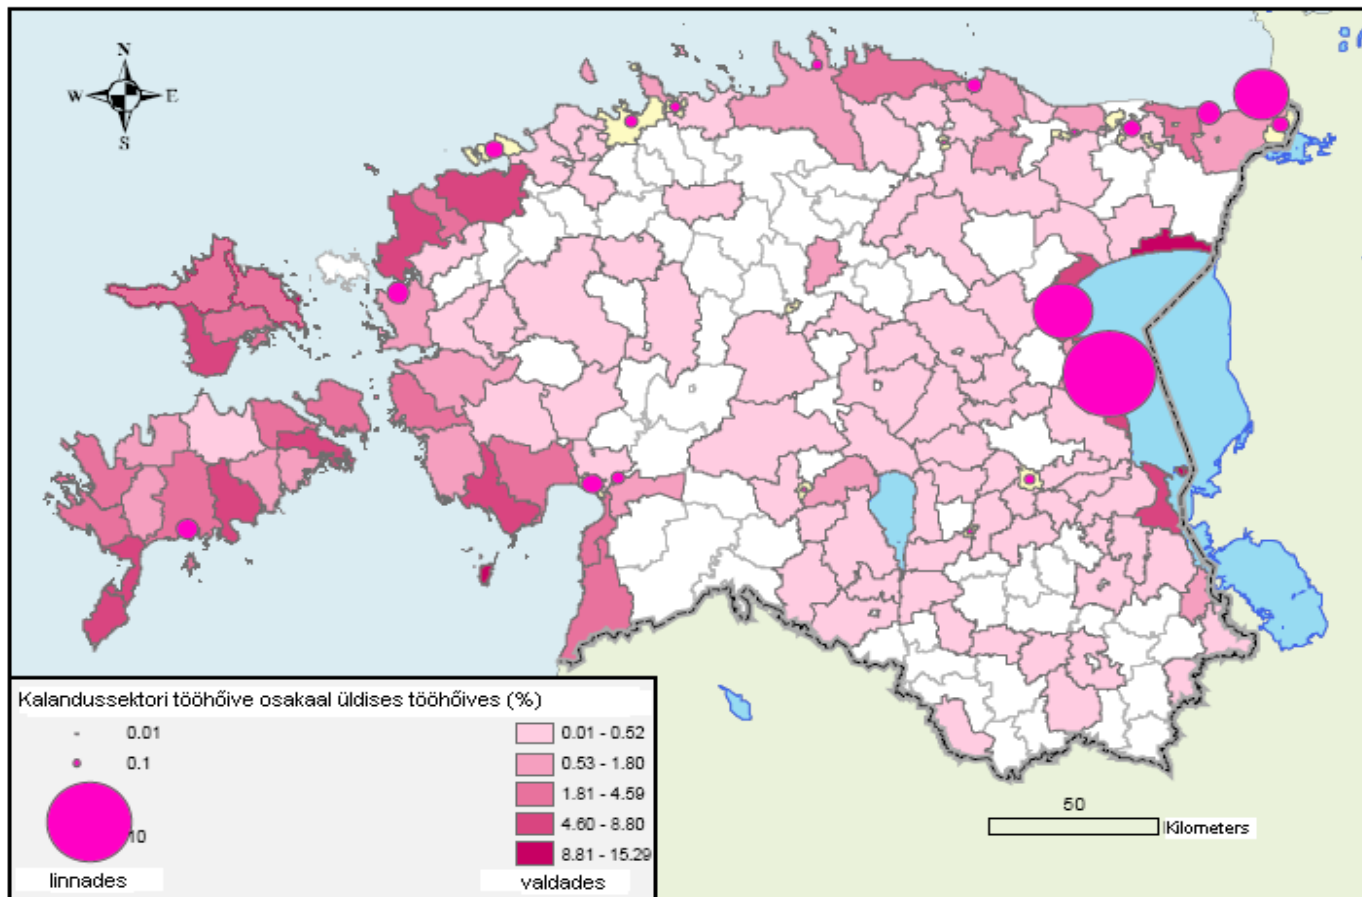 N
W E
S
Kalandussektori tööhõive osakaal üldises tööhõives (%)
0.01
0.1
10
linnades
0.01 - 0.52
0.53 - 1.80
1.81 - 4.59
4.60 - 8.80
8.81 - 15.29
valdades
50
Kilometers